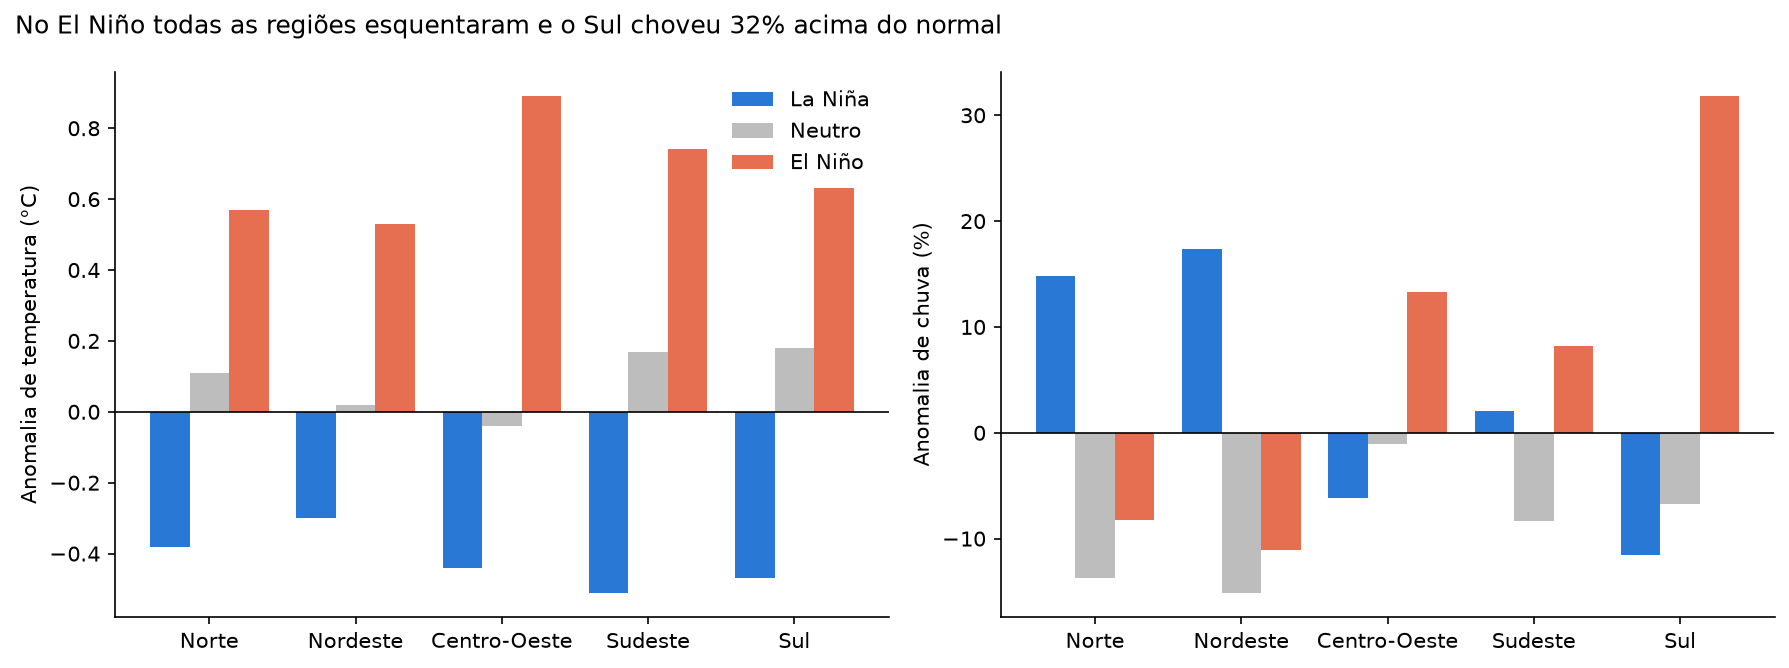 No El Niño todas as regiões esquentaram e o Sul choveu 32% acima do normal
Anomalia de temperatura (°C)
0.8
0.6
0.4
0.2
0.0
−0.2
−0.4
La Niña
Neutro
El Niño
Norte
Nordeste
Centro-Oeste
Sudeste
Sul
Anomalia de chuva (%)
30
20
10
0
−10
Norte
Nordeste
Centro-Oeste
Sudeste
Sul